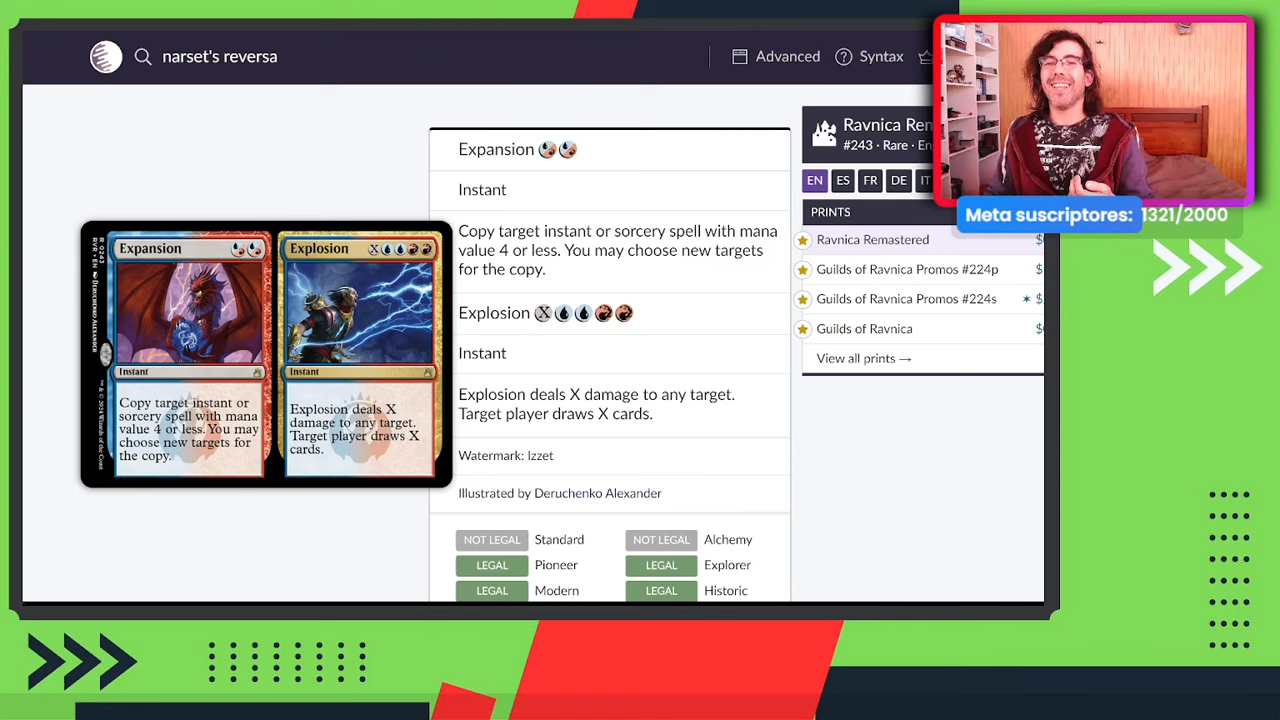 narset's reversa
Advanced
Syntax
Expansion
Instant
Copy target instant or sorcery spell with mana
value 4 or less. You may choose new targets
for the copy.
Explosion X
Instant
Explosion deals X damage to any target.
Target player draws X cards.
Watermark: Izzet
Illustrated by Deruchenko Alexander
NOT LEGAL Standard
NOT LEGAL Alchemy
LEGAL Pioneer
LEGAL Explorer
LEGAL Modern
LEGAL Historic
Expansion
Instant
Copy target instant or
sorcery spell with mana
value 4 or less. You may
choose new targets for
the copy.
Explosion X
Instant
Explosion deals X
damage to any target.
Target player draws X
cards.
R 0243
RVR • EN DERUCHENKO ALEXANDER
Ravnica Rem
#243 · Rare · En
EN ES FR DE IT
PRINTS
Ravnica Remastered $
Guilds of Ravnica Promos #224p $
Guilds of Ravnica Promos #224s $
Guilds of Ravnica
View all prints →
Meta suscriptores: 1321/2000